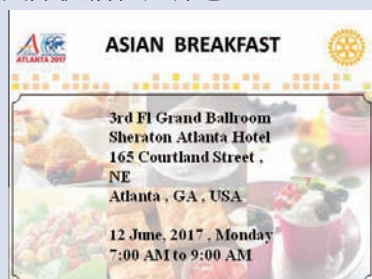 ATLANTA 2017
ASIAN BREAKFAST
3rd Fl Grand Ballroom
Sheraton Atlanta Hotel
165 Courtland Street ,
NE
Atlanta , GA , USA
12 June, 2017 , Monday
7:00 AM to 9:00 AM